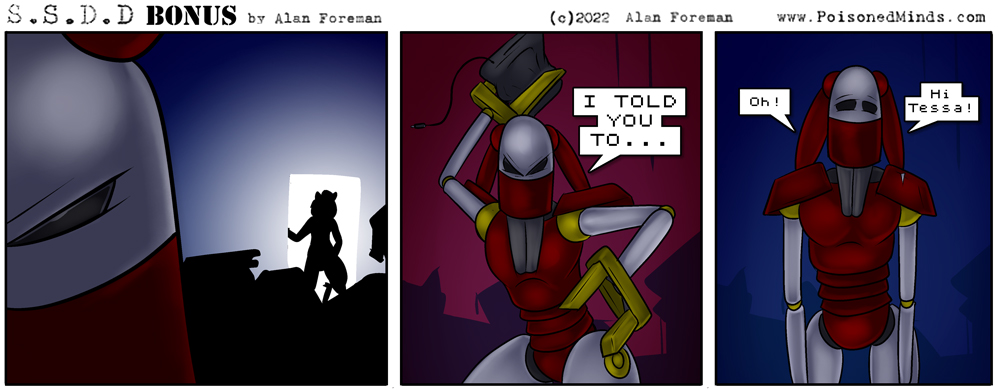 S.S.D.D BONUS by Alan Foreman (c)2022 Alan Foreman www.PoisonedMinds.com
I TOLD
YOU
TO...
Oh!
Hi
Tessa!